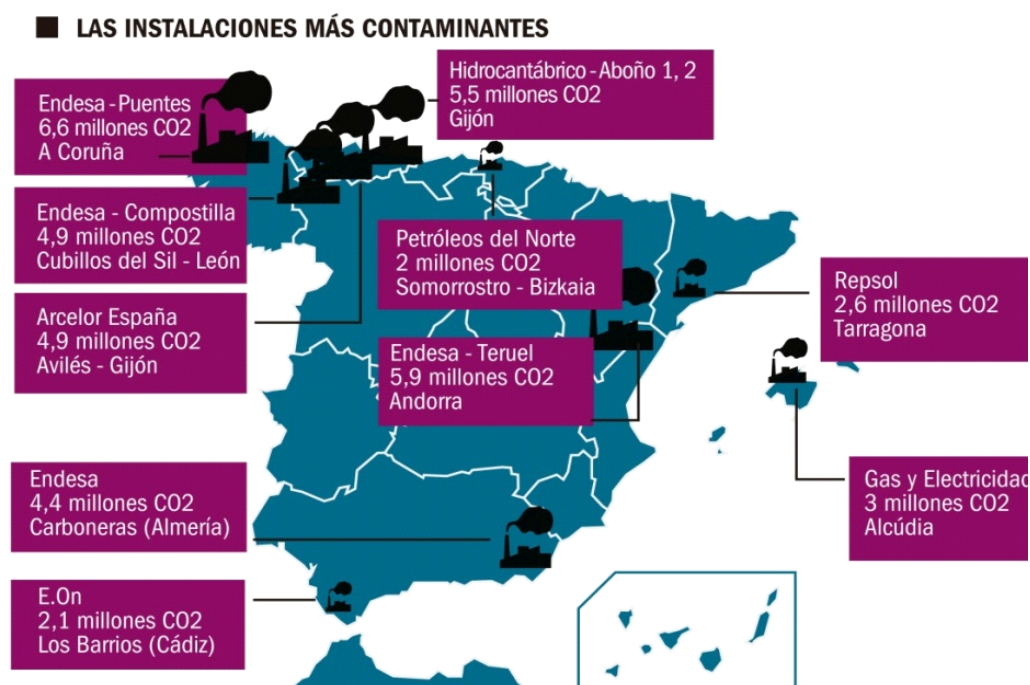 LAS INSTALACIONES MÁS CONTAMINANTES
Endesa - Puentes
6,6 millones CO2
A Coruña
Hidrocantábrico - Aboño 1, 2
5,5 millones CO2
Gijón
Endesa - Compostilla
4,9 millones CO2
Cubillos del Sil - León
Petróleos del Norte
2 millones CO2
Somorrostro - Bizkaia
Arcelor España
4,9 millones CO2
Avilés - Gijón
Repsol
2,6 millones CO2
Tarragona
Endesa - Teruel
5,9 millones CO2
Andorra
Endesa
4,4 millones CO2
Carboneras (Almería)
Gas y Electricidad
3 millones CO2
Alcúdia
E.On
2,1 millones CO2
Los Barrios (Cádiz)